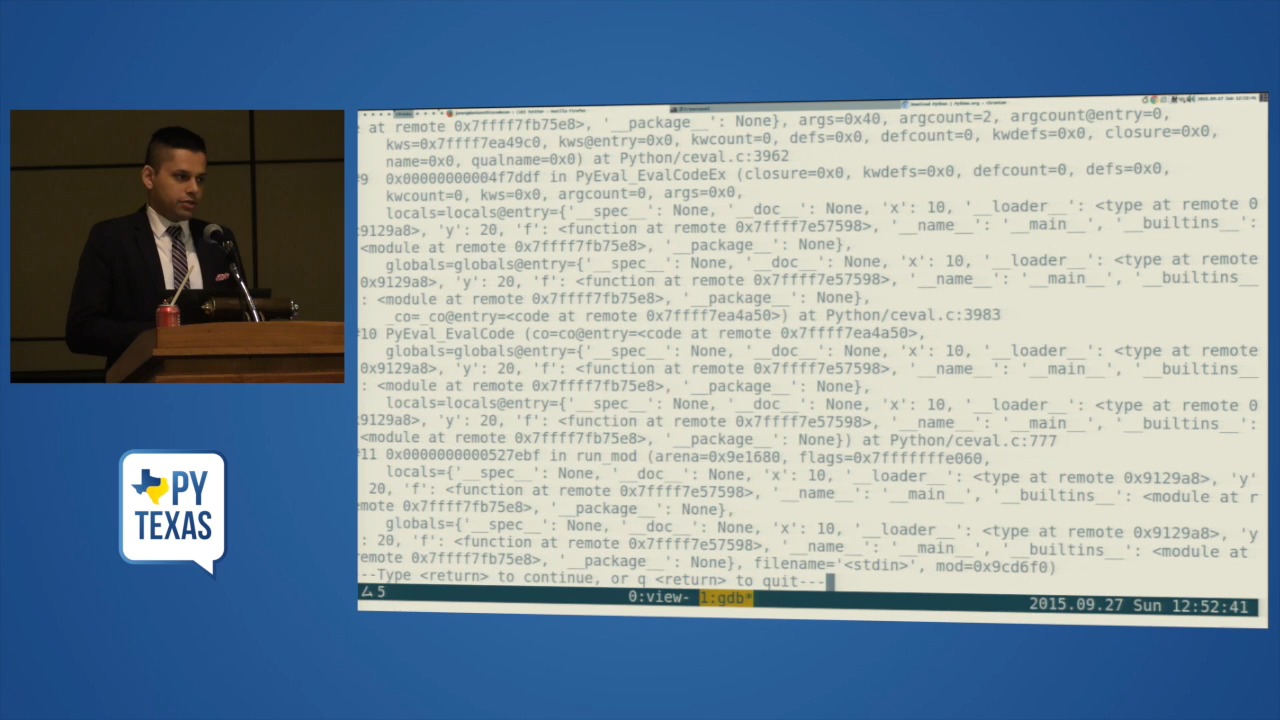 e at remote 0x7ffff7fb75e8>, '__package__': None}, args=0x40, argcount=2, argcount@entry=0,
kws=0x7ffff7ea49c0, kws@entry=0x0, kwcount=0, defs=0x0, defcount=0, kwdefs=0x0, closure=0x0,
name=0x0, qualname=0x0) at Python/ceval.c:3962
#9 0x00000000004f7ddf in PyEval_EvalCodeEx (closure=0x0, kwdefs=0x0, defcount=0, defs=0x0,
kwcount=0, kws=0x0, argcount=0, args=0x0,
locals=locals@entry={'__spec__': None, '__doc__': None, 'x': 10, '__loader__': <type at remote 0
x9129a8>, 'y': 20, 'f': <function at remote 0x7ffff7e57598>, '__name__': '__main__', '__builtins__':
<module at remote 0x7ffff7fb75e8>, '__package__': None},
globals=globals@entry={'__spec__': None, '__doc__': None, 'x': 10, '__loader__': <type at remote
0x9129a8>, 'y': 20, 'f': <function at remote 0x7ffff7e57598>, '__name__': '__main__', '__builtins__
': <module at remote 0x7ffff7fb75e8>, '__package__': None},
_co=_co@entry=<code at remote 0x7ffff7ea4a50>) at Python/ceval.c:3983
#10 PyEval_EvalCode (co=co@entry=<code at remote 0x7ffff7ea4a50>,
globals=globals@entry={'__spec__': None, '__doc__': None, 'x': 10, '__loader__': <type at remote
0x9129a8>, 'y': 20, 'f': <function at remote 0x7ffff7e57598>, '__name__': '__main__', '__builtins__
': <module at remote 0x7ffff7fb75e8>, '__package__': None},
locals=locals@entry={'__spec__': None, '__doc__': None, 'x': 10, '__loader__': <type at remote 0
x9129a8>, 'y': 20, 'f': <function at remote 0x7ffff7e57598>, '__name__': '__main__', '__builtins__':
<module at remote 0x7ffff7fb75e8>, '__package__': None}) at Python/ceval.c:777
#11 0x0000000000527ebf in run_mod (arena=0x9e1680, flags=0x7fffffffe060,
locals={'__spec__': None, '__doc__': None, 'x': 10, '__loader__': <type at remote 0x9129a8>, 'y'
: 20, 'f': <function at remote 0x7ffff7e57598>, '__name__': '__main__', '__builtins__': <module at r
emote 0x7ffff7fb75e8>, '__package__': None},
globals={'__spec__': None, '__doc__': None, 'x': 10, '__loader__': <type at remote 0x9129a8>, 'y
': 20, 'f': <function at remote 0x7ffff7e57598>, '__name__': '__main__', '__builtins__': <module at
remote 0x7ffff7fb75e8>, '__package__': None}, filename='<stdin>', mod=0x9cd6f0)
---Type <return> to continue, or q <return> to quit---
5 0:view- 1:gdb* 2015.09.27 Sun 12:52:41
PY
TEXAS